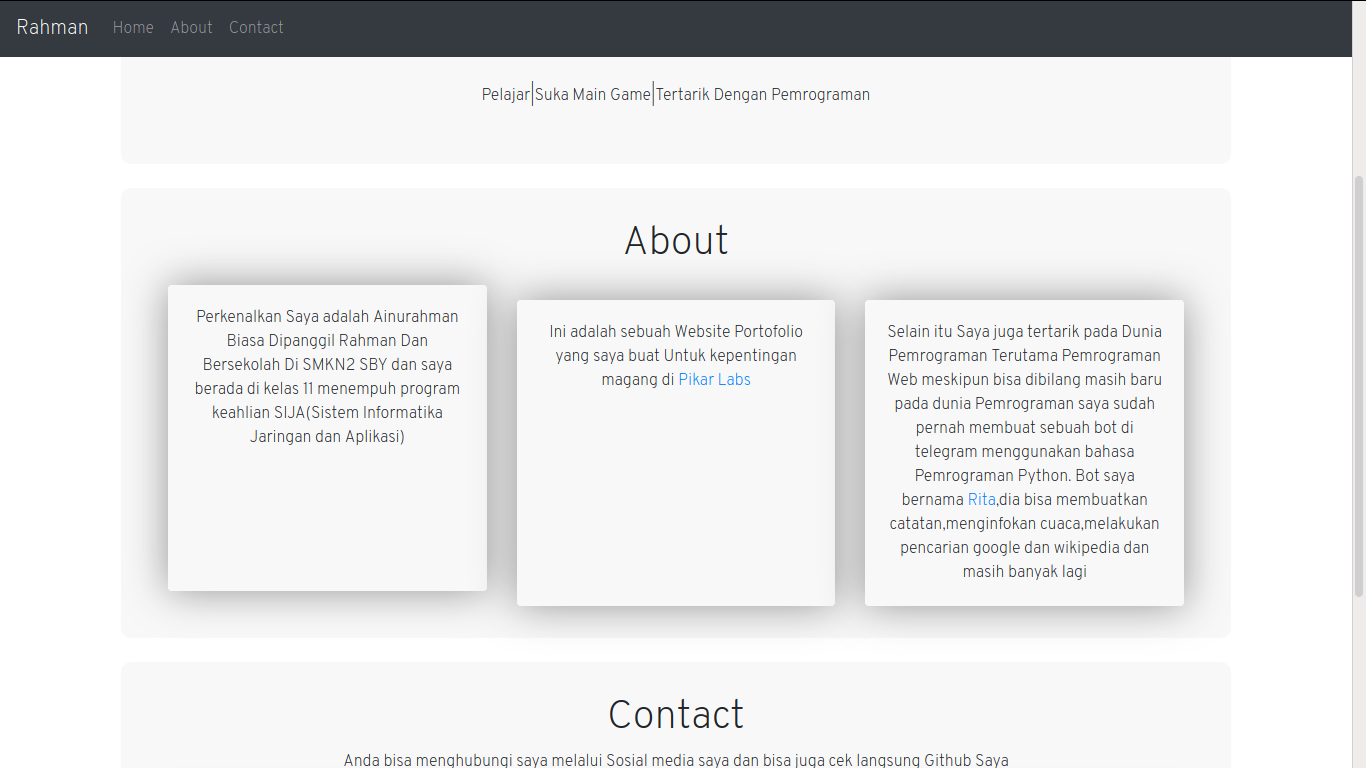 Rahman Home About Contact
Pelajar|Suka Main Game|Tertarik Dengan Pemrograman
About
Perkenalkan Saya adalah Ainurahman
Biasa Dipanggil Rahman Dan
Bersekolah Di SMKN2 SBY dan saya
berada di kelas 11 menempuh program
keahlian SIJA(Sistem Informatika
Jaringan dan Aplikasi)
Ini adalah sebuah Website Portofolio
yang saya buat Untuk kepentingan
magang di Pikar Labs
Selain itu Saya juga tertarik pada Dunia
Pemrograman Terutama Pemrograman
Web meskipun bisa dibilang masih baru
pada dunia Pemrograman saya sudah
pernah membuat sebuah bot di
telegram menggunakan bahasa
Pemrograman Python. Bot saya
bernama Rita,dia bisa membuatkan
catatan,menginfokan cuaca,melakukan
pencarian google dan wikipedia dan
masih banyak lagi
Contact
Anda bisa menghubungi saya melalui Sosial media saya dan bisa juga cek langsung Github Saya